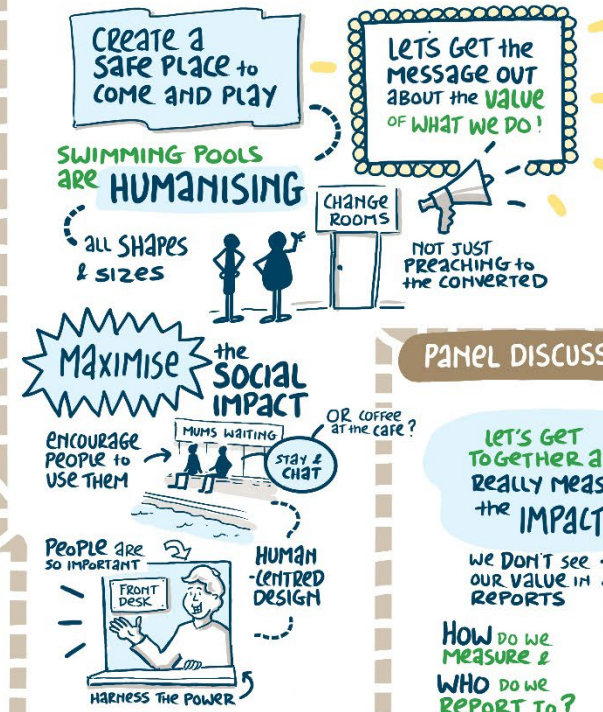 CREATE A
SAFE PLACE to
COME AND PLAY
LET'S GET the
MESSAGE OUT
ABOUT the VALUE
OF WHAT WE DO!
SWIMMING POOLS
ARE HUMANISING
ALL SHAPES
& SIZES
CHANGE
ROOMS
NOT JUST
PREACHING to
the CONVERTED
MAXIMISE the
SOCIAL
IMPACT
ENCOURAGE
PEOPLE to
USE THEM
MUMS WAITING
STAY &
CHAT
OR COFFEE
at the CAFE?
PEOPLE ARE
SO IMPORTANT
FRONT
DESK
HUMAN
-CENTRED
DESIGN
HARNESS THE POWER
PANEL DISCUSS
LET'S GET
TOGETHER A
REALLY MEAS
the IMPACT
WE DON'T SEE
OUR VALUE IN
REPORTS
HOW DO WE
MEASURE &
WHO DO WE
REPORT TO?